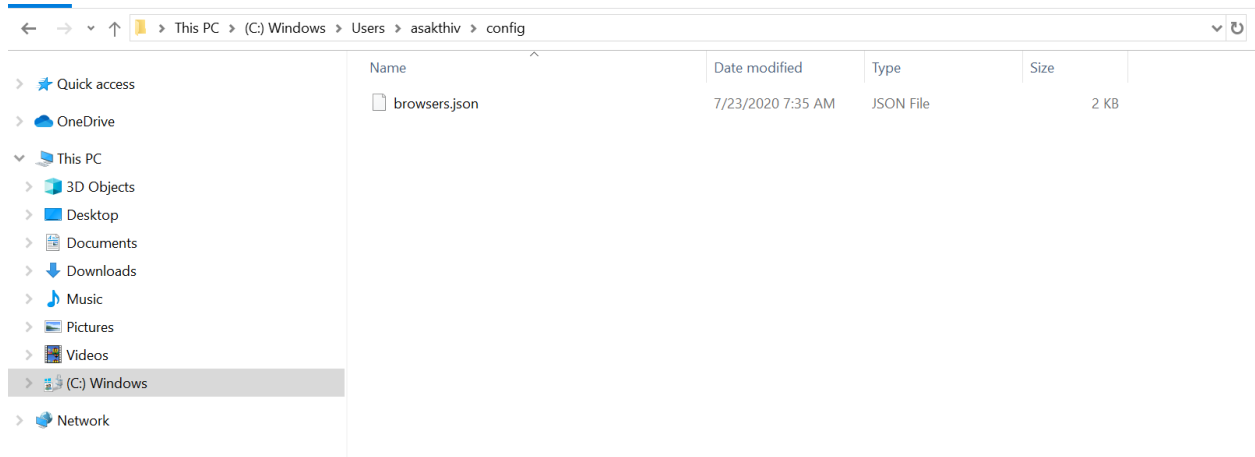 This PC > (C:) Windows > Users > asakthiv > config
Name Date modified Type Size
browsers.json 7/23/2020 7:35 AM JSON File 2 KB
Quick access
OneDrive
This PC
3D Objects
Desktop
Documents
Downloads
Music
Pictures
Videos
(C:) Windows
Network